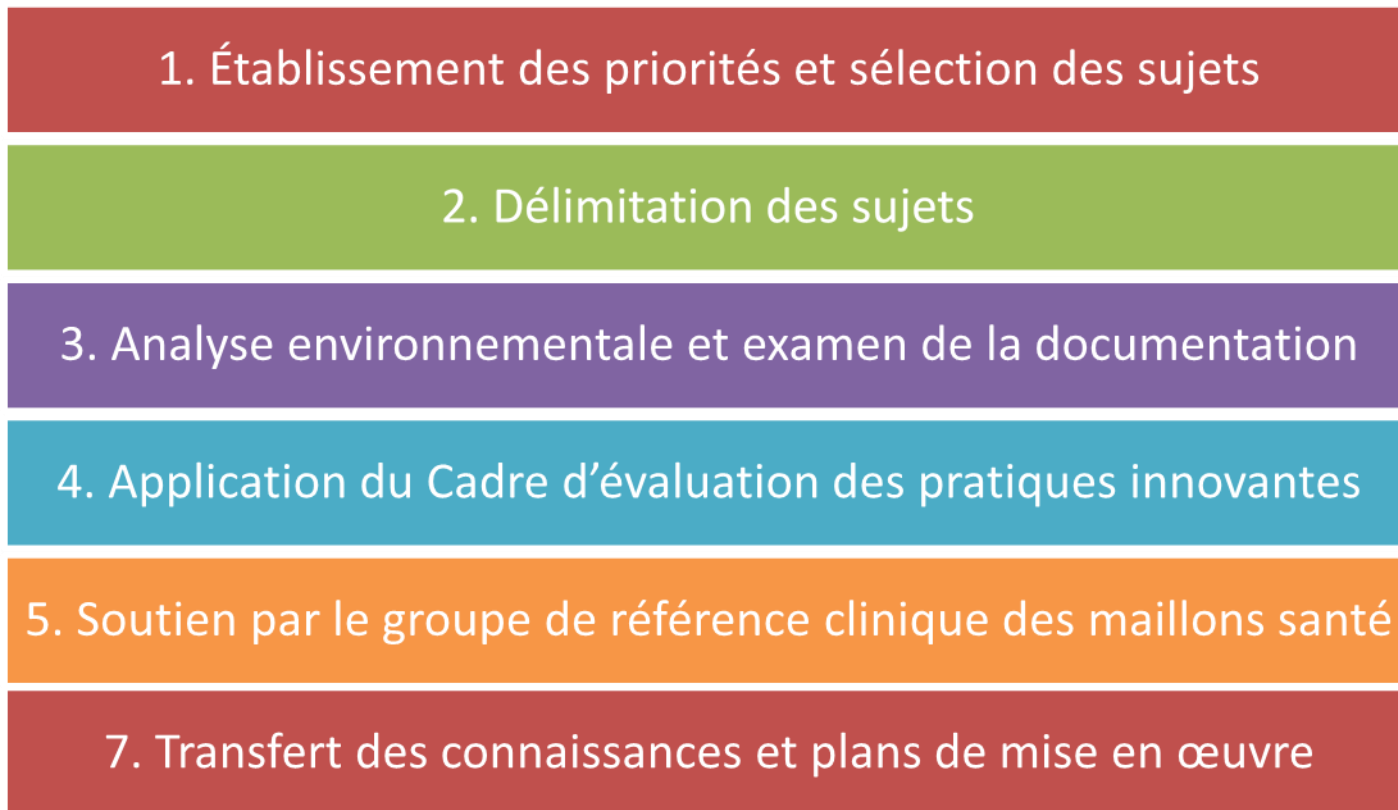 1. Établissement des priorités et sélection des sujets
2. Délimitation des sujets
3. Analyse environnementale et examen de la documentation
4. Application du Cadre d’évaluation des pratiques innovantes
5. Soutien par le groupe de référence clinique des maillons santé
7. Transfert des connaissances et plans de mise en œuvre